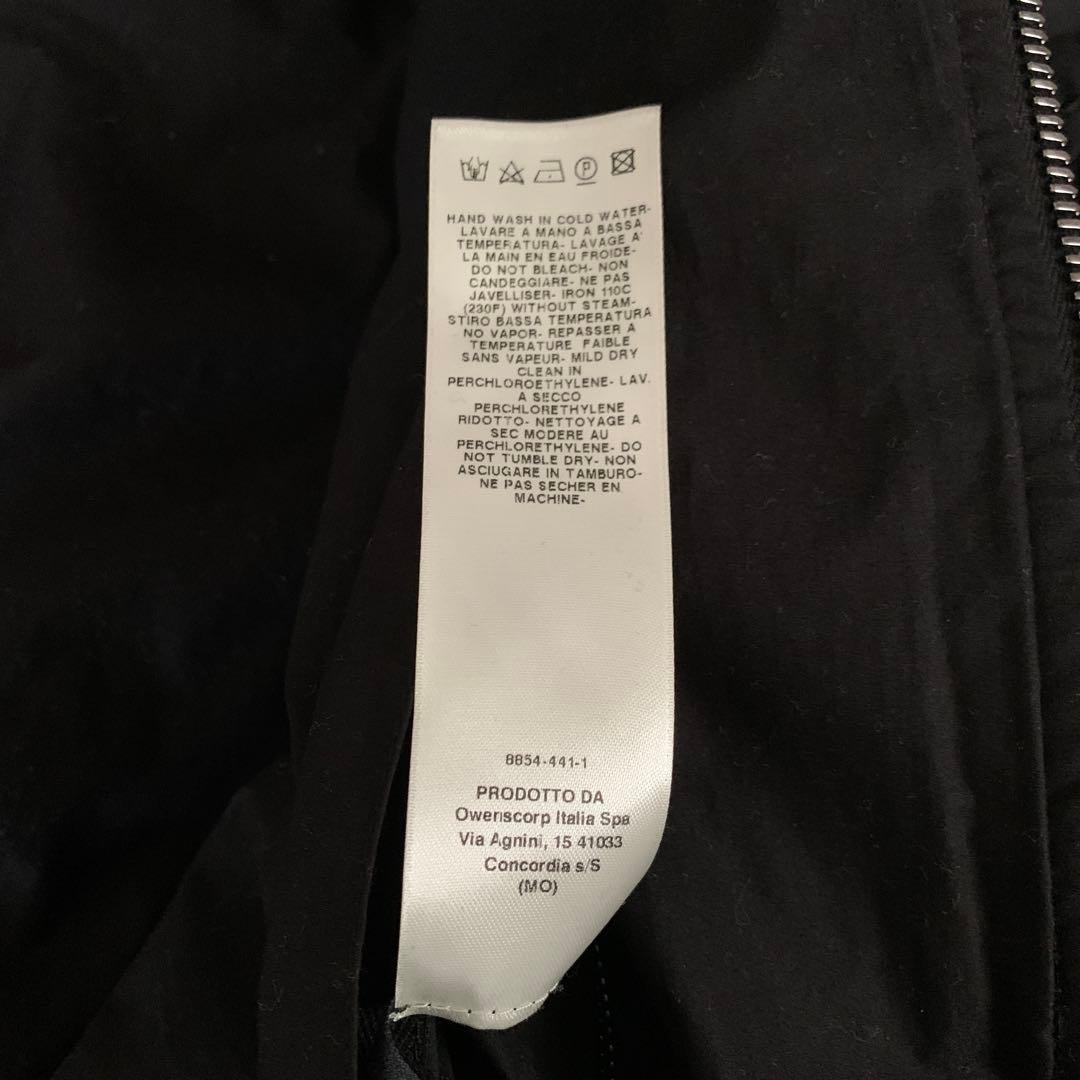 P
HAND WASH IN COLD WATER-
LAVARE A MANO A BASSA
TEMPERATURA- LAVAGE A'
LA MAIN EN EAU FROIDE-
DO NOT BLEACH- NON
CANDEGGIARE- NE PAS
JAVELLISER- IRON 110C
(230F) WITHOUT STEAM-
STIRO BASSA TEMPERATURA
NO VAPOR- REPASSER A
TEMPERATURE FAIBLE
SANS VAPEUR- MILD DRY
CLEAN IN
PERCHLOROETHYLENE- LAV.
A SECCO
PERCHLORETHYLENE
RIDOTTO- NETTOYAGE A
SEC MODERE AU
PERCHLORETHYLENE- DO
NOT TUMBLE DRY- NON
ASCIUGARE IN TAMBURO-
NE PAS SECHER EN
MACHINE-
8854-441-1
PRODOTTO DA
Owenscorp Italia Spa
Via Agnini, 15 41033
Concordia s/S
(MO)